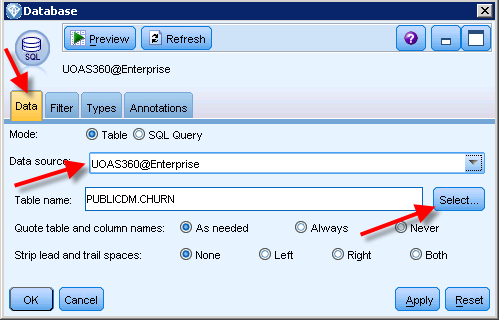 Database
SQL
Preview
Refresh
?
UOAS360@Enterprise
Data Filter Types Annotations
Mode: Table SQL Query
Data source: UOAS360@Enterprise
Table name: PUBLICDM.CHURN Select...
Quote table and column names: As needed Always Never
Strip lead and trail spaces: None Left Right Both
OK Cancel Apply Reset